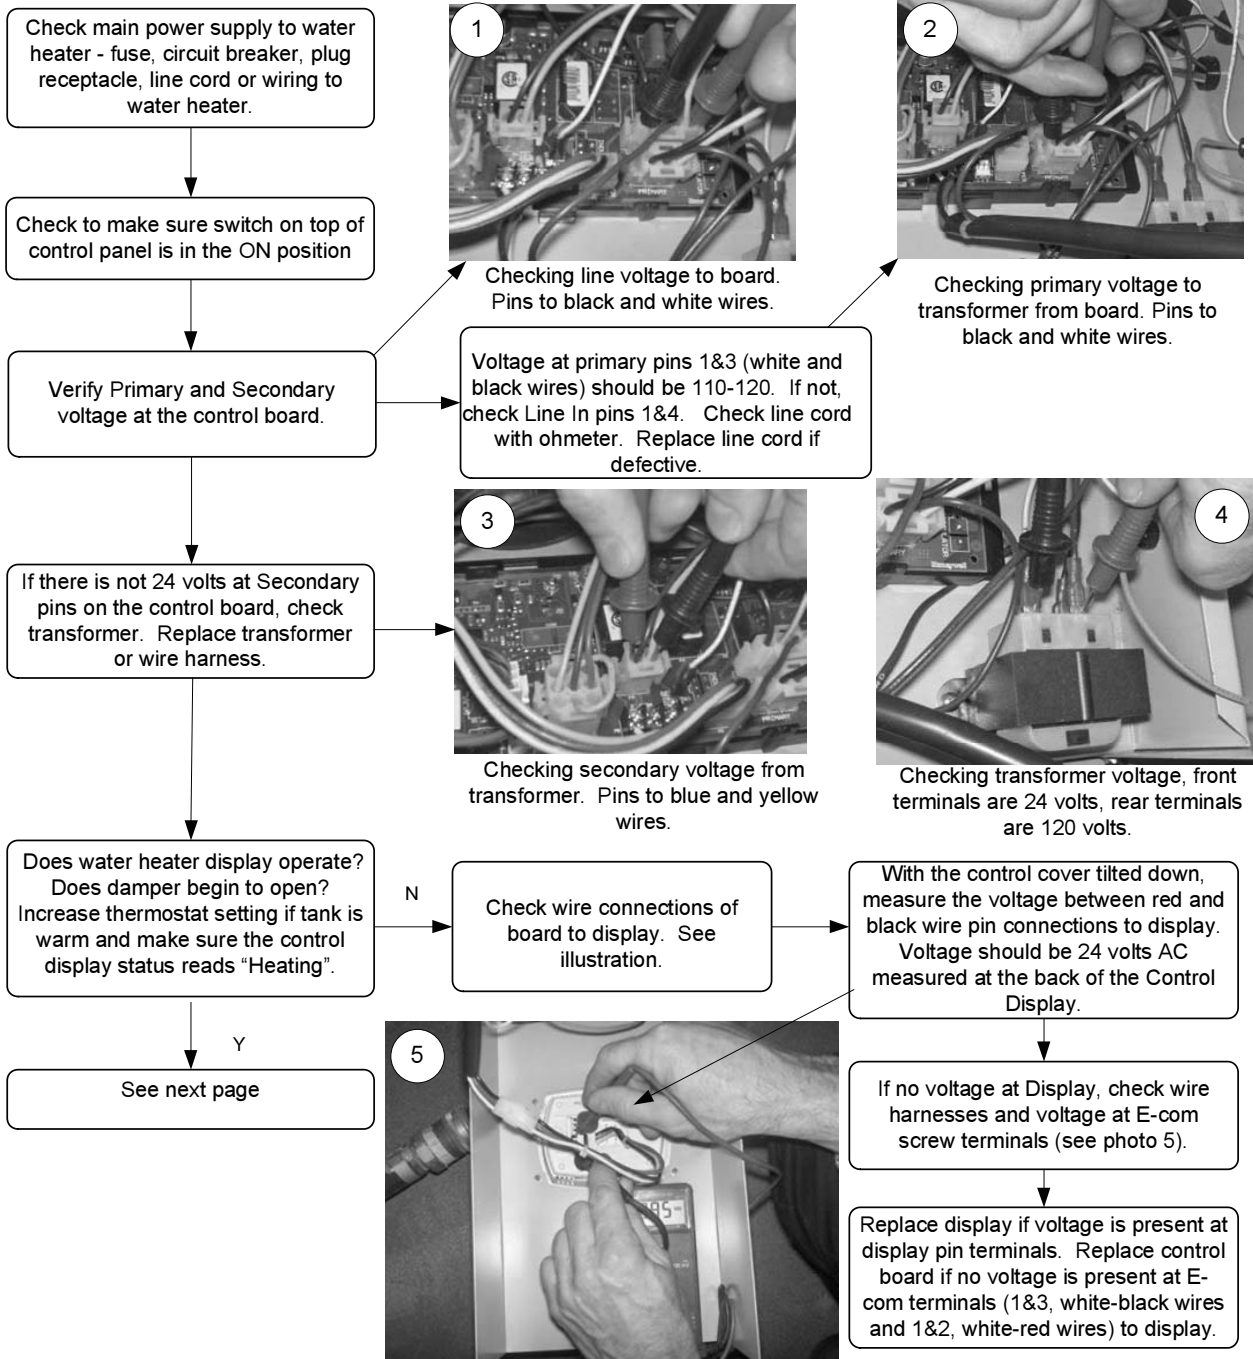 Check main power supply to water
heater - fuse, circuit breaker, plug
receptacle, line cord or wiring to
water heater.
1
2
Check to make sure switch on top of
control panel is in the ON position
PRIMARY
Checking line voltage to board.
Pins to black and white wires.
Checking primary voltage to
transformer from board. Pins to
black and white wires.
Verify Primary and Secondary
voltage at the control board.
Voltage at primary pins 1&3 (white and
black wires) should be 110-120. If not,
check Line In pins 1&4. Check line cord
with ohmeter. Replace line cord if
defective.
3
4
Honeywell
If there is not 24 volts at Secondary
pins on the control board, check
transformer. Replace transformer
or wire harness.
PRIMARY
Checking secondary voltage from
transformer. Pins to blue and yellow
wires.
Checking transformer voltage, front
terminals are 24 volts, rear terminals
are 120 volts.
Does water heater display operate?
Does damper begin to open?
Increase thermostat setting if tank is
warm and make sure the control
display status reads “Heating”.
N
Check wire connections of
board to display. See
illustration.
With the control cover tilted down,
measure the voltage between red and
black wire pin connections to display.
Voltage should be 24 volts AC
measured at the back of the Control
Display.
Y
See next page
5
If no voltage at Display, check wire
harnesses and voltage at E-com
screw terminals (see photo 5).
Replace display if voltage is present at
display pin terminals. Replace control
board if no voltage is present at E-
com terminals (1&3, white-black wires
and 1&2, white-red wires) to display.